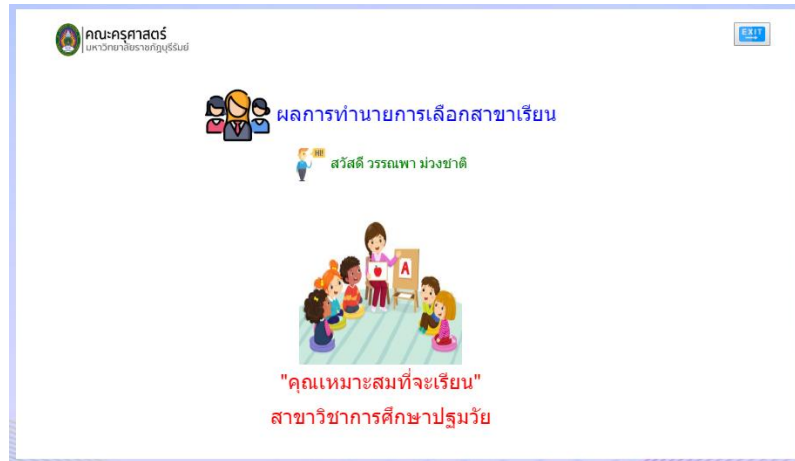 คณะครุศาสตร์
มหาวิทยาลัยราชภัฏบุรีรัมย์
EXIT
ผลการทำนายการเลือกสาขาเรียน
HI!
สวัสดี วรรณพา ม่วงชาติ
A
"คุณเหมาะสมที่จะเรียน"
สาขาวิชาการศึกษาปฐมวัย